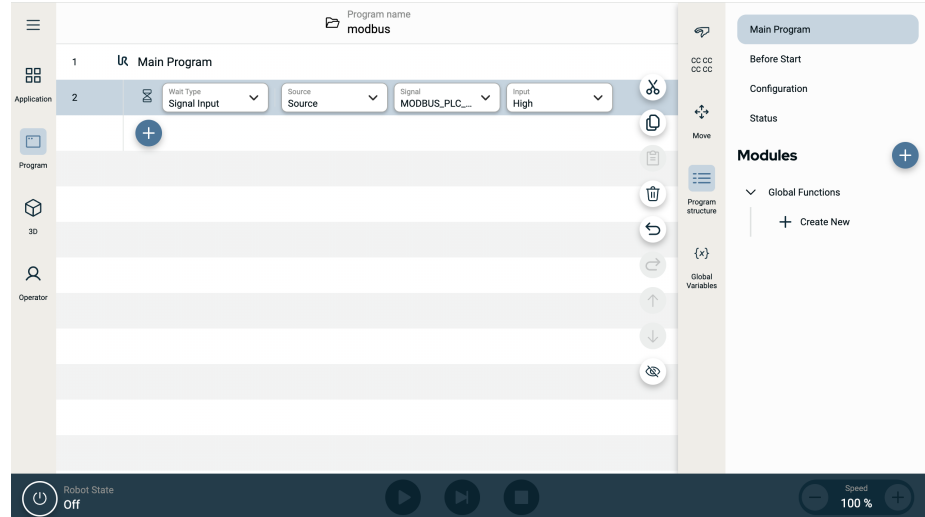 Program name
modbus
Application
Program
3D
Operator
1 Main Program
2
Wait Type
Signal Input
Source
Source
Signal
MODBUS_PLC_...
Input
High
CC CC
CC CC
Move
Program
structure
{x}
Global
Variables
Main Program
Before Start
Configuration
Status
Modules
Global Functions
Create New
Robot State
Off
Speed
100 %